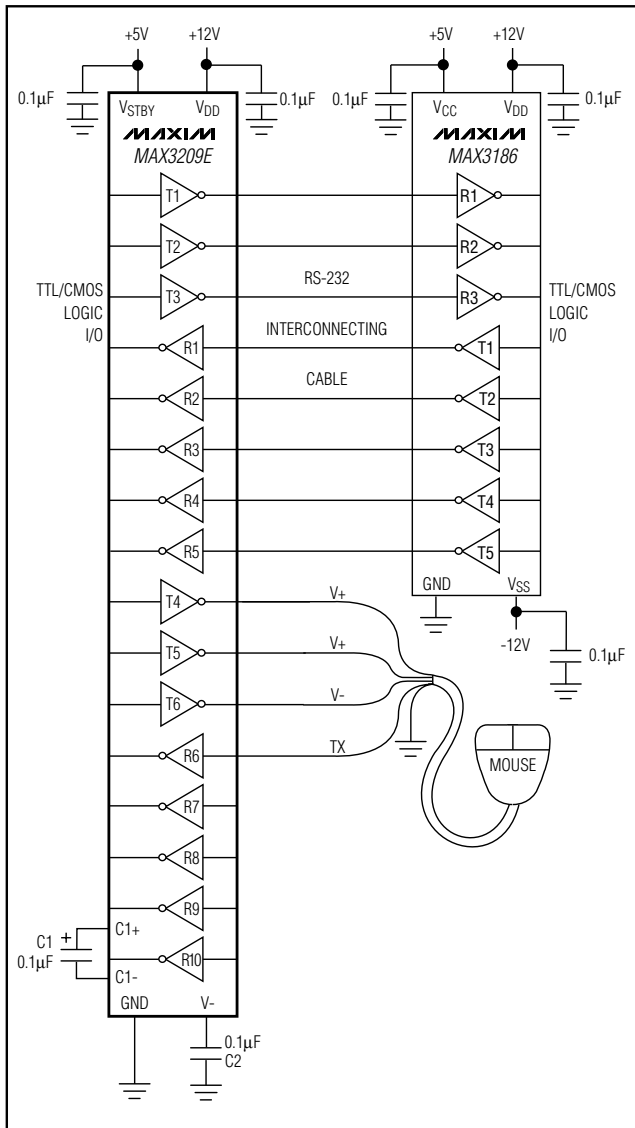 +5V +12V +5V +12V
0.1µF 0.1µF 0.1µF 0.1µF
VSTBY VDD VCC VDD
MAXIM MAXIM
MAX3209E MAX3186
T1 R1
T2 R2
RS-232
T3 R3
TTL/CMOS
LOGIC
I/O
TTL/CMOS
LOGIC
I/O
INTERCONNECTING
R1 T1
CABLE
R2 T2
R3 T3
R4 T4
R5 T5
GND VSS
T4 V+
-12V 0.1µF
T5 V+
T6 V-
R6 TX
MOUSE
R7
R8
R9
C1+
C1 +
0.1µF
R10
C1-
GND V-
0.1µF
C2